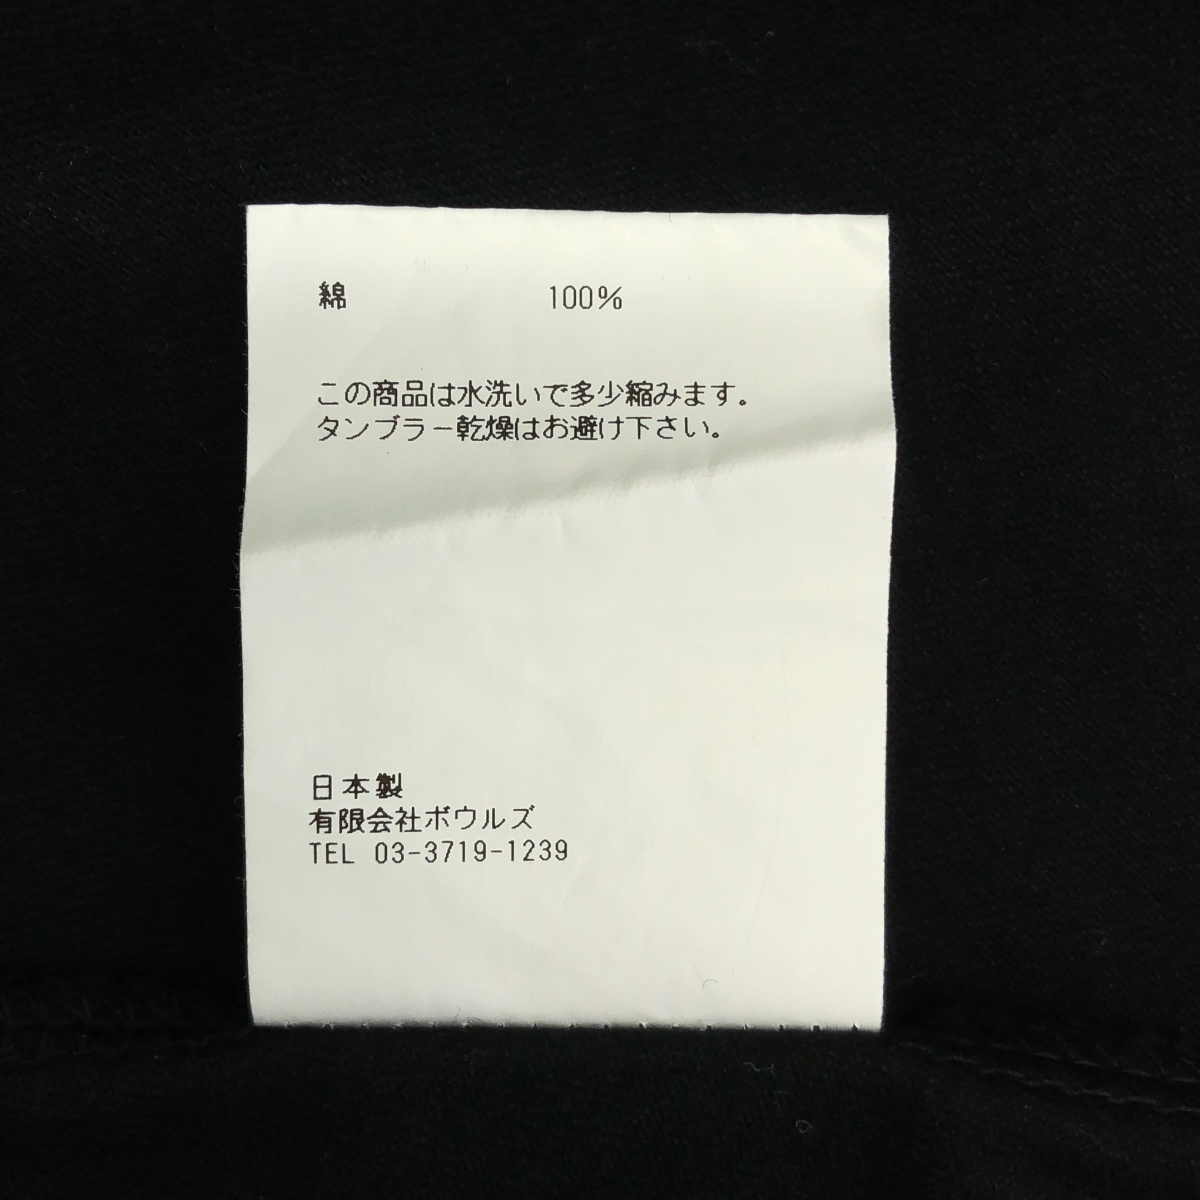 綿 100%
この商品は水洗いで多少縮みます。
タンブラー乾燥はお避け下さい。
日本製
有限会社ボウルズ
TEL 03-3719-1239